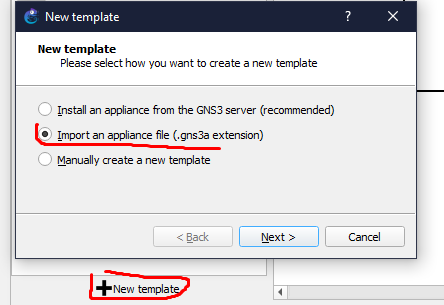 New template
?
New template
Please select how you want to create a new template
Install an appliance from the GNS3 server (recommended)
Import an appliance file (.gns3a extension)
Manually create a new template
< Back Next > Cancel
New template